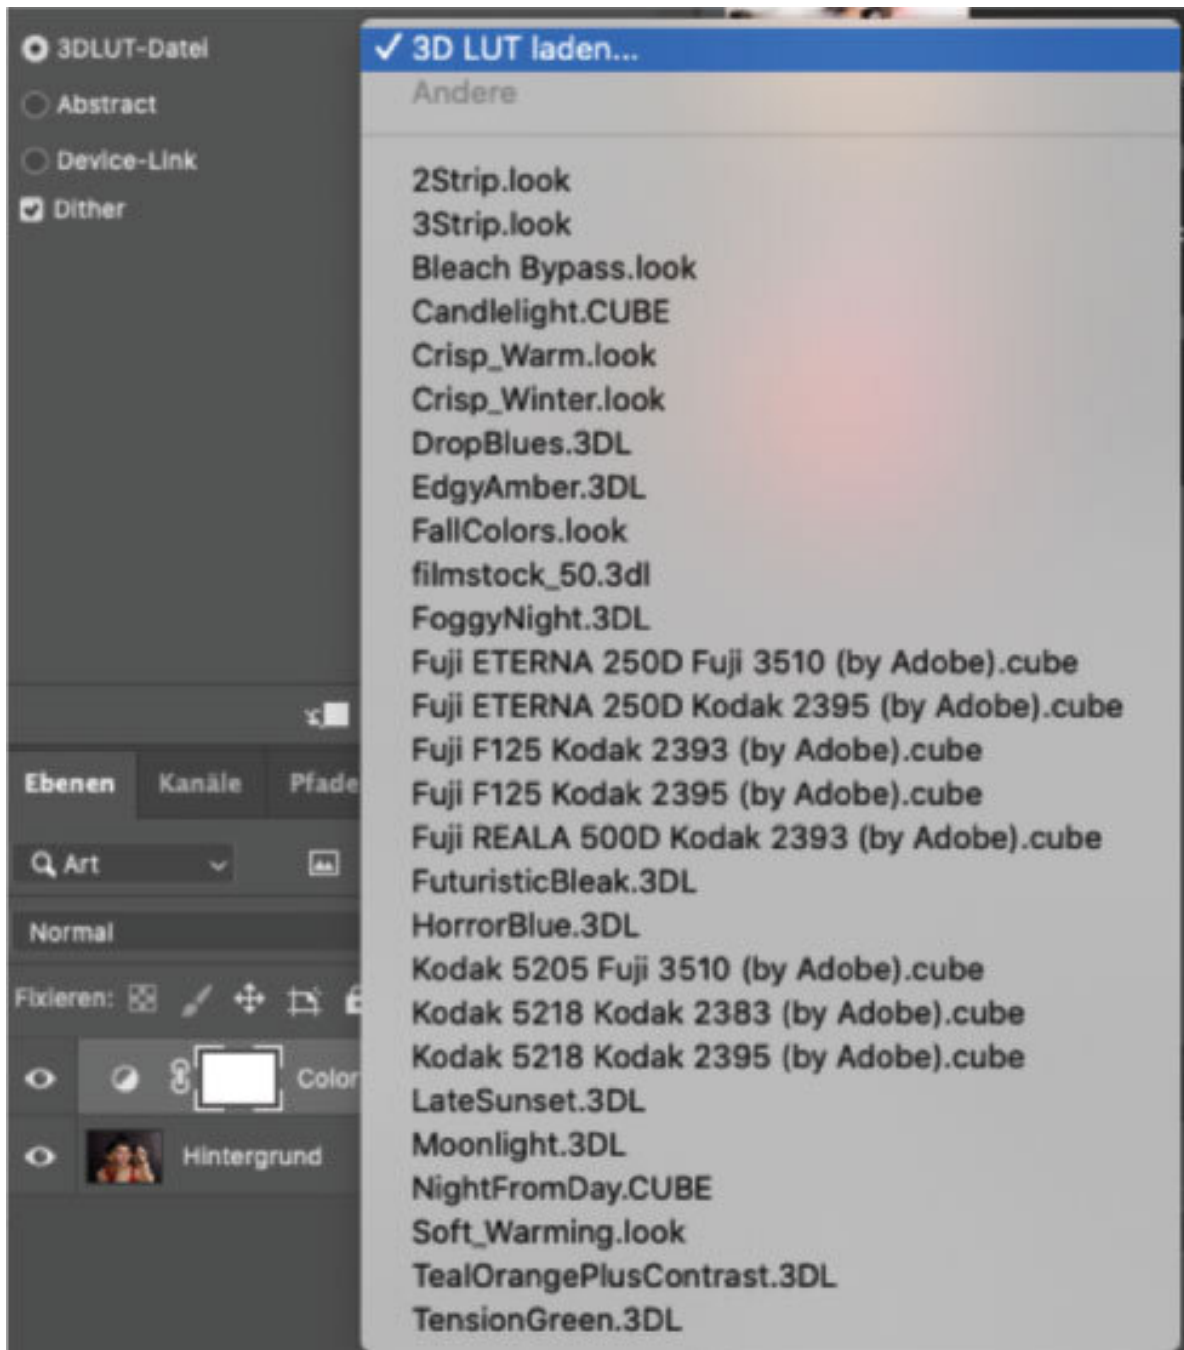 3DLUT-Datei
Abstract
Device-Link
Dither
✓ 3D LUT laden...
Andere
2Strip.look
3Strip.look
Bleach Bypass.look
Candlelight.CUBE
Crisp_Warm.look
Crisp_Winter.look
DropBlues.3DL
EdgyAmber.3DL
FallColors.look
filmstock_50.3dl
FoggyNight.3DL
Fuji ETERNA 250D Fuji 3510 (by Adobe).cube
Fuji ETERNA 250D Kodak 2395 (by Adobe).cube
Fuji F125 Kodak 2393 (by Adobe).cube
Fuji F125 Kodak 2395 (by Adobe).cube
Fuji REALA 500D Kodak 2393 (by Adobe).cube
FuturisticBleak.3DL
HorrorBlue.3DL
Kodak 5205 Fuji 3510 (by Adobe).cube
Kodak 5218 Kodak 2383 (by Adobe).cube
Kodak 5218 Kodak 2395 (by Adobe).cube
LateSunset.3DL
Moonlight.3DL
NightFromDay.CUBE
Soft_Warming.look
TealOrangePlusContrast.3DL
TensionGreen.3DL
Ebenen Kanäle Pfade
Art
Normal
Fixieren:
Color
Hintergrund